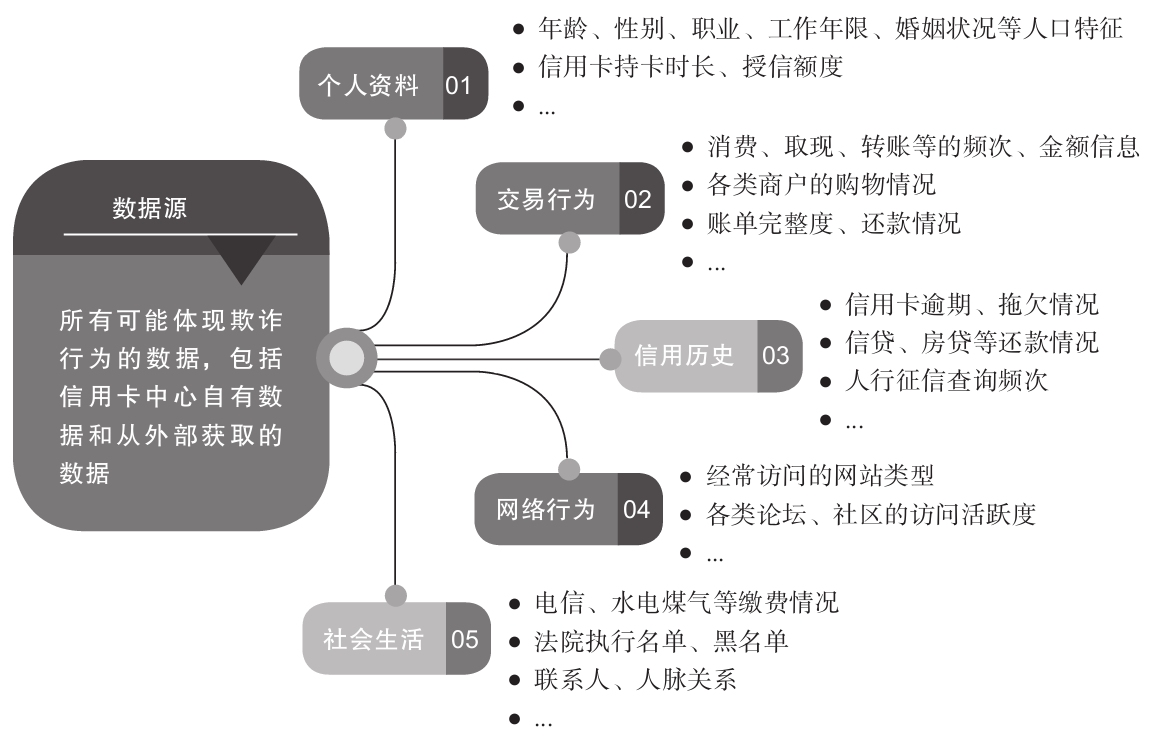 数据源
所有可能体现欺诈
行为的数据，包括
信用卡中心自有数
据和从外部获取的
数据
个人资料 01
● 年龄、性别、职业、工作年限、婚姻状况等人口特征
● 信用卡持卡时长、授信额度
● ...
交易行为 02
● 消费、取现、转账等的频次、金额信息
● 各类商户的购物情况
● 账单完整度、还款情况
● ...
信用历史 03
● 信用卡逾期、拖欠情况
● 信贷、房贷等还款情况
● 人行征信查询频次
● ...
网络行为 04
● 经常访问的网站类型
● 各类论坛、社区的访问活跃度
● ...
社会生活 05
● 电信、水电煤气等缴费情况
● 法院执行名单、黑名单
● 联系人、人脉关系
● ...